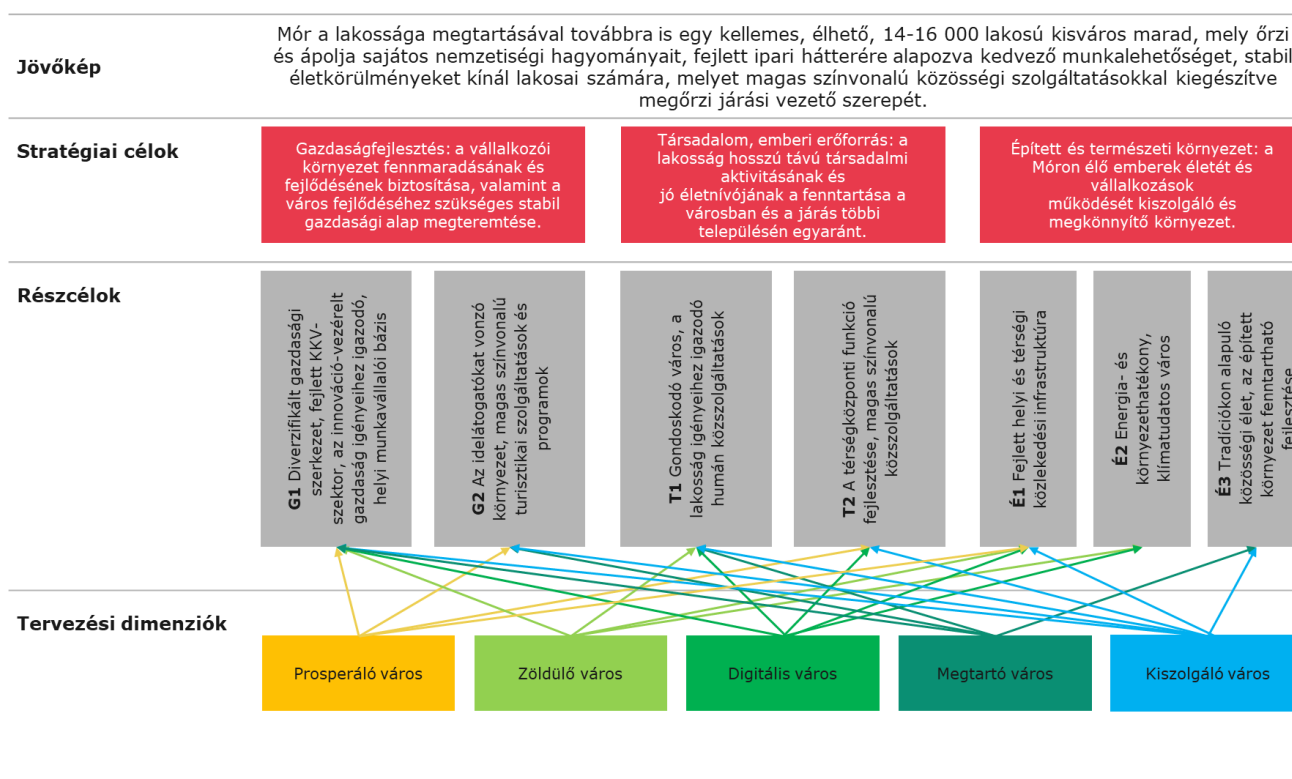 Jövőkép
Mór a lakossága megtartásával továbbra is egy kellemes, élhető, 14-16 000 lakosú kisváros marad, mely őrzi
és ápolja sajátos nemzetiségi hagyományait, fejlett ipari hátterére alapozva kedvező munkalehetőséget, stabil
életkörülményeket kínál lakosai számára, melyet magas színvonalú közösségi szolgáltatásokkal kiegészítve
megőrzi járási vezető szerepét.
Stratégiai célok
Gazdaságfejlesztés: a vállalkozói
környezet fennmaradásának és
fejlődésének biztosítása, valamint a
város fejlődéséhez szükséges stabil
gazdasági alap megteremtése.
Társadalom, emberi erőforrás: a
lakosság hosszú távú társadalmi
aktivitásának és
jó életnívójának a fenntartása a
városban és a járás többi
településén egyaránt.
Épített és természeti környezet: a
Móron élő emberek életét és
vállalkozások
működését kiszolgáló és
megkönnyítő környezet.
Részcélok
G1 Diverzifikált gazdasági
szerkezet, fejlett KKV-
szektor, az innováció-vezérelt
gazdaság igényeihez igazodó,
helyi munkavállalói bázis
G2 Az idelátogatókat vonzó
környezet, magas színvonalú
turisztikai szolgáltatások és
programok
T1 Gondoskodó város, a
lakosság igényeihez igazodó
humán közszolgáltatások
T2 A térségközponti funkció
fejlesztése, magas színvonalú
közszolgáltatások
É1 Fejlett helyi és térségi
közlekedési infrastruktúra
É2 Energia- és
környezethatékony,
klímatudatos város
É3 Tradíciókon alapuló
közösségi élet, az épített
környezet fenntartható
fejlesztése
Tervezési dimenziók
Prosperáló város
Zöldülő város
Digitális város
Megtartó város
Kiszolgáló város